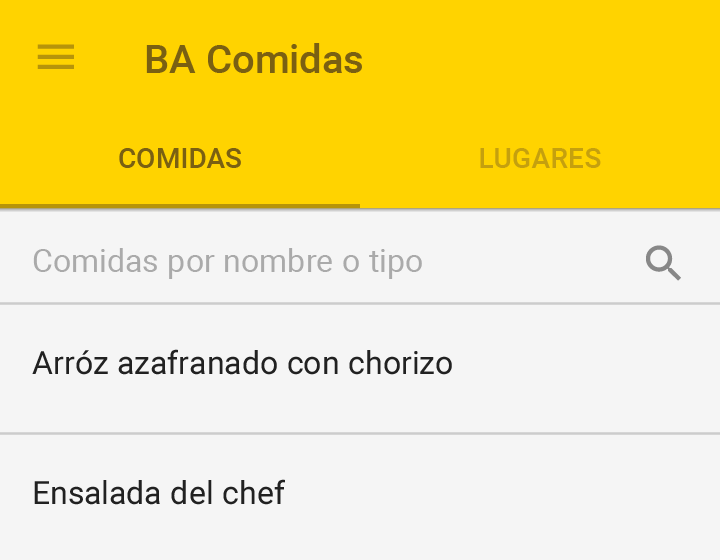 BA Comidas
COMIDAS
LUGARES
Comidas por nombre o tipo
Arróz azafranado con chorizo
Ensalada del chef